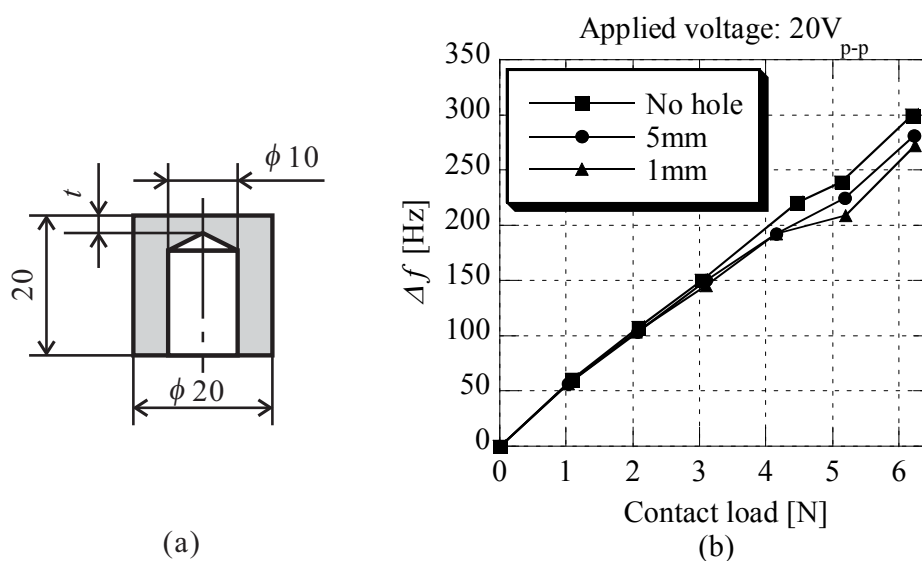 t
φ 10
20
φ 20
(a)
Applied voltage: 20Vp-p
350
300
250
200
150
100
50
0
Δf [Hz]
No hole
5mm
1mm
0 1 2 3 4 5 6
Contact load [N]
(b)